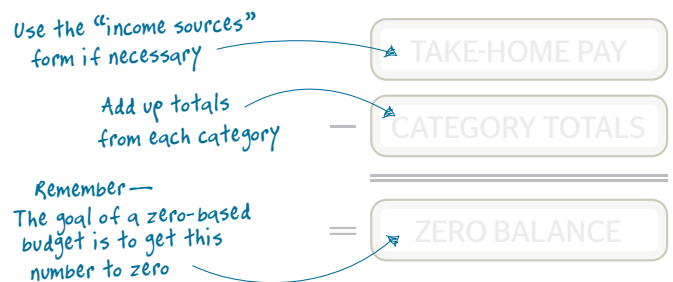 Use the “income sources”
form if necessary
TAKE-HOME PAY
Add up totals
from each category
— CATEGORY TOTALS
Remember—
The goal of a zero-based
budget is to get this
number to zero
= ZERO BALANCE